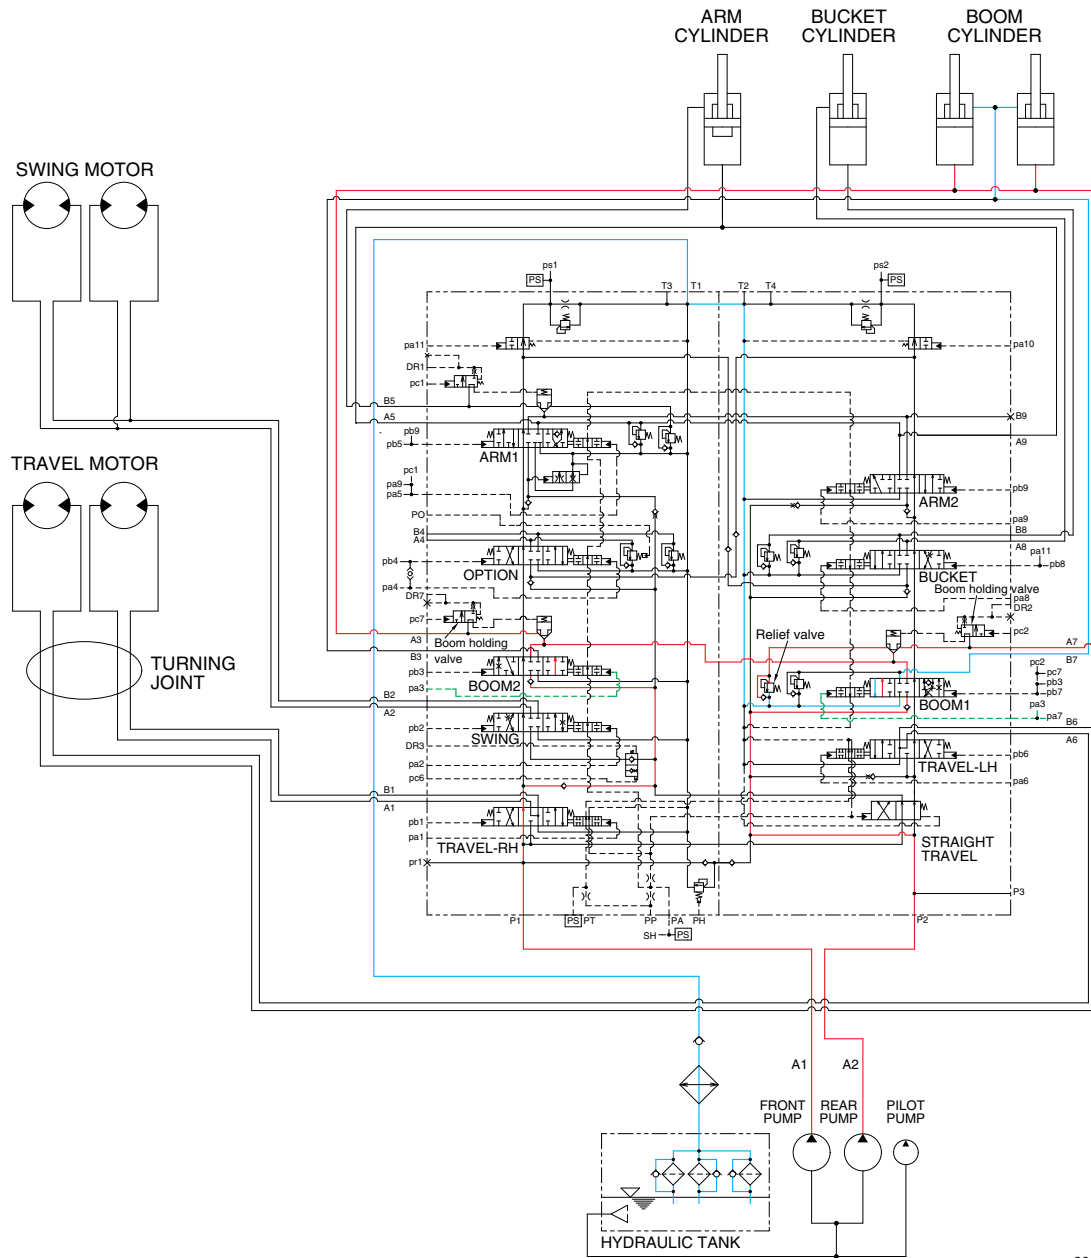 ARM
CYLINDER
BUCKET
CYLINDER
BOOM
CYLINDER
SWING MOTOR
TRAVEL MOTOR
TURNING
JOINT
ps1
PS
T3
T1
T2
T4
ps2
PS
pa11
DR1
pc1
B5
A5
pb9
pb5
ARM1
pc1
pa9
pa5
PO
B4
A4
pb4
OPTION
pa4
DR7
pc7
Boom holding
valve
A3
B3
pb3
BOOM2
pa3
B2
A2
pb2
SWING
DR3
pa2
pc6
B1
A1
pb1
TRAVEL-RH
pa1
pr1
pa10
B9
A9
pb9
ARM2
pa9
B8
A8
pa11
BUCKET
pb8
Boom holding valve
pa8
DR2
pc2
Relief valve
A7
B7
pc2
pc7
pb3
pb7
BOOM1
pa3
pa7
B6
A6
pb6
TRAVEL-LH
pa6
STRAIGHT
TRAVEL
P3
P1
PS
PT
PP
PA
PH
P2
SH
PS
A1
A2
FRONT
PUMP
REAR
PUMP
PILOT
PUMP
HYDRAULIC TANK